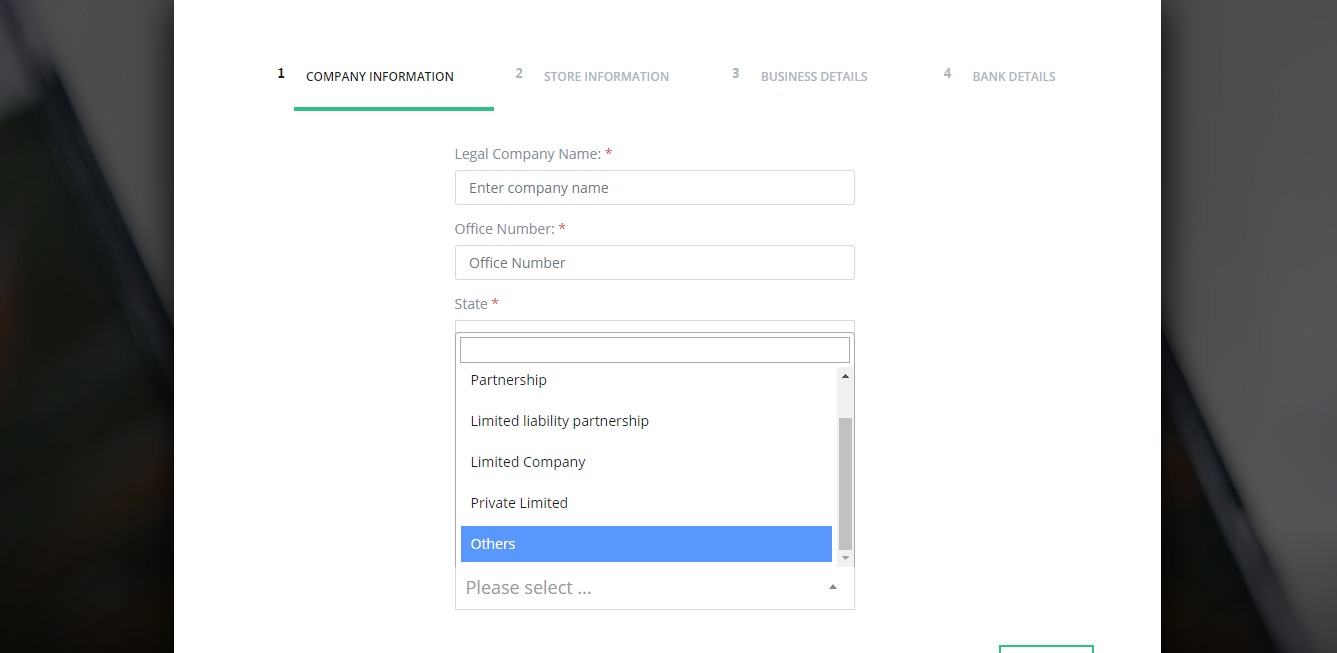 1 COMPANY INFORMATION 2 STORE INFORMATION 3 BUSINESS DETAILS 4 BANK DETAILS
Legal Company Name: *
Enter company name
Office Number: *
Office Number
State *
Partnership
Limited liability partnership
Limited Company
Private Limited
Others
Please select ...